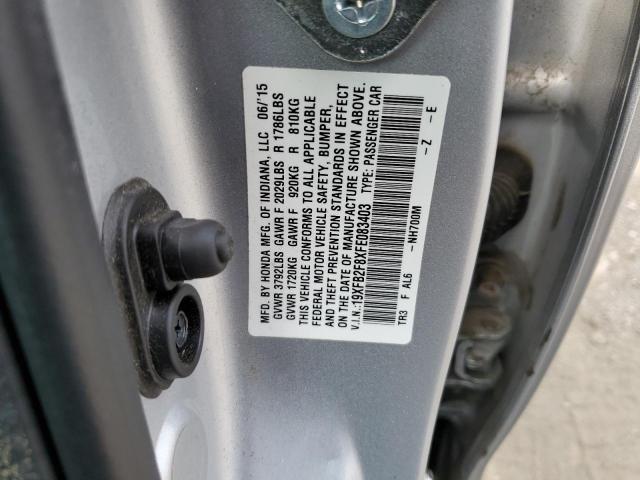 MFD. BY HONDA MFG. OF INDIANA, LLC 06/'15
GVWR 3792LBS GAWR F 2029LBS R 1786LBS
GVWR 1720KG GAWR F 920KG R 810KG
THIS VEHICLE CONFORMS TO ALL APPLICABLE
FEDERAL MOTOR VEHICLE SAFETY, BUMPER,
AND THEFT PREVENTION STANDARDS IN EFFECT
ON THE DATE OF MANUFACTURE SHOWN ABOVE.
V.I.N.:19XFB2F8XFE083403 TYPE: PASSENGER CAR
TR3 F AL6 –NH700M –Z –E